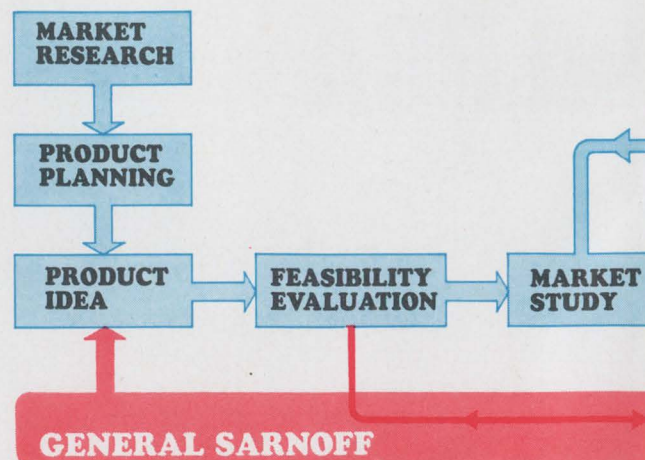 MARKET
RESEARCH
PRODUCT
PLANNING
PRODUCT
IDEA
FEASIBILITY
EVALUATION
MARKET
STUDY
GENERAL SARNOFF